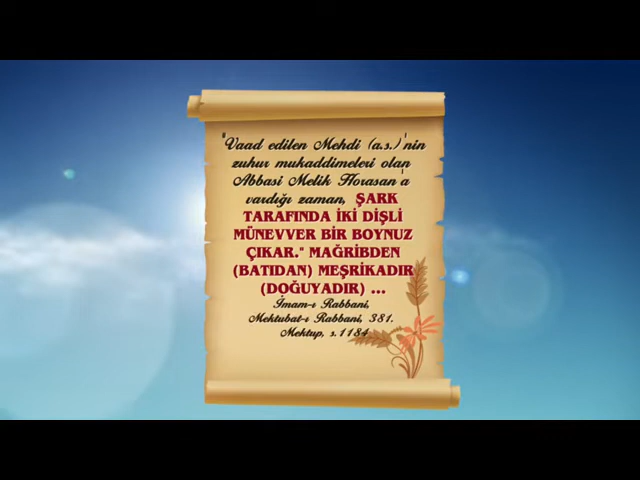 "Vaad edilen Mehdi (a.s.)'nin
zuhur mukaddimeleri olan
Abbasi Melik Horasan'a
vardığı zaman, ŞARK
TARAFINDA İKİ DİŞLİ
MÜNEVVER BİR BOYNUZ
ÇIKAR." MAĞRİBDEN
(BATIDAN) MEŞRİKADIR
(DOĞUYADIR) ...
İmam-ı Rabbani,
Mektubat-ı Rabbani, 381.
Mektup, s.1184